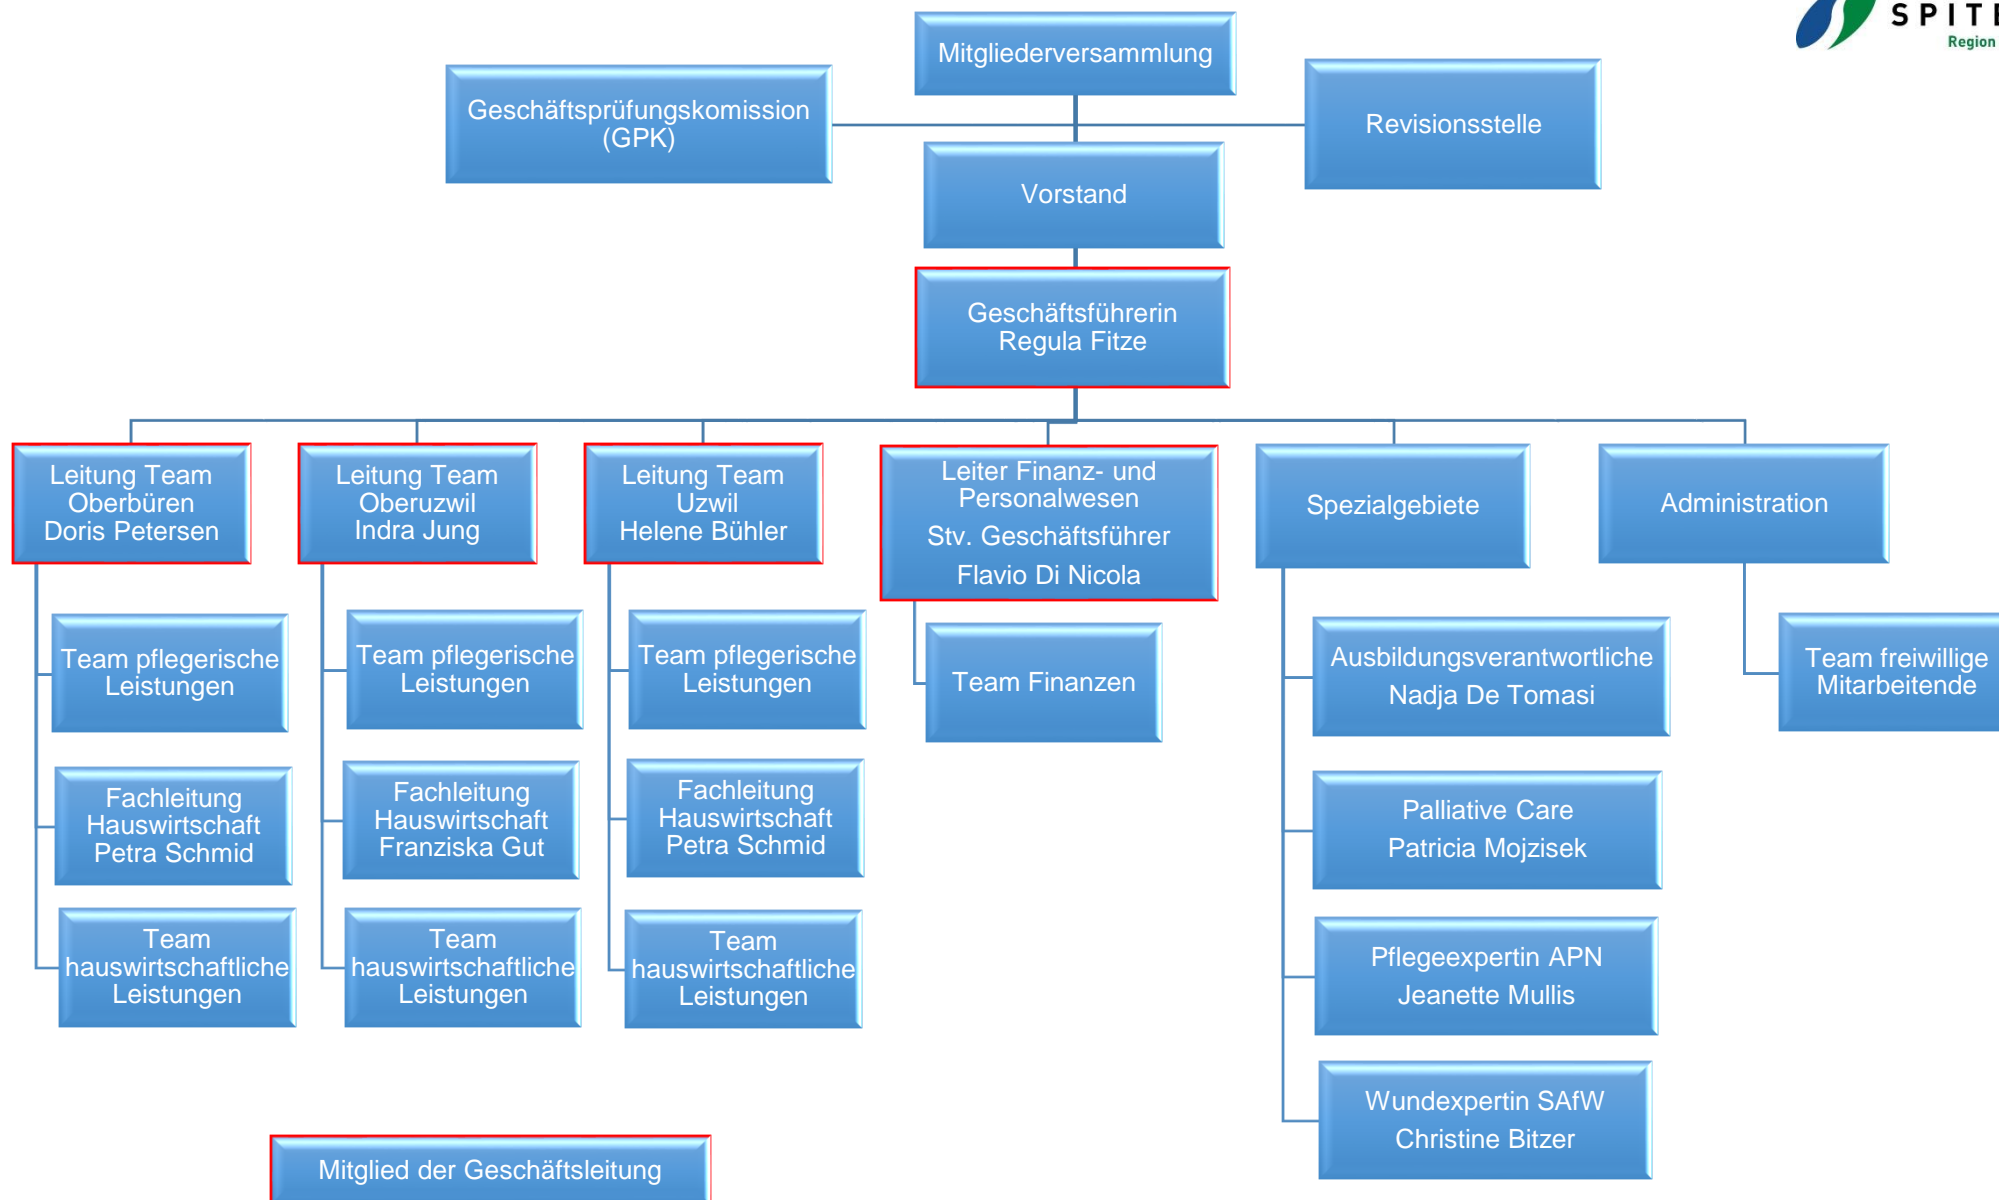 Mitgliederversammlung
Geschäftsprüfungskomission
(GPK)
Revisionsstelle
Vorstand
Geschäftsführerin
Regula Fitze
Leitung Team
Oberbüren
Doris Petersen
Leitung Team
Oberuzwil
Indra Jung
Leitung Team
Uzwil
Helene Bühler
Leiter Finanz- und
Personalwesen
Stv. Geschäftsführer
Flavio Di Nicola
Spezialgebiete
Administration
Team pflegerische
Leistungen
Fachleitung
Hauswirtschaft
Petra Schmid
Team
hauswirtschaftliche
Leistungen
Team pflegerische
Leistungen
Fachleitung
Hauswirtschaft
Franziska Gut
Team
hauswirtschaftliche
Leistungen
Team pflegerische
Leistungen
Fachleitung
Hauswirtschaft
Petra Schmid
Team
hauswirtschaftliche
Leistungen
Team Finanzen
Ausbildungsverantwortliche
Nadja De Tomasi
Palliative Care
Patricia Mojzisek
Pflegeexpertin APN
Jeanette Mullis
Wundexpertin SAfW
Christine Bitzer
Team freiwillige
Mitarbeitende
Mitglied der Geschäftsleitung
Region